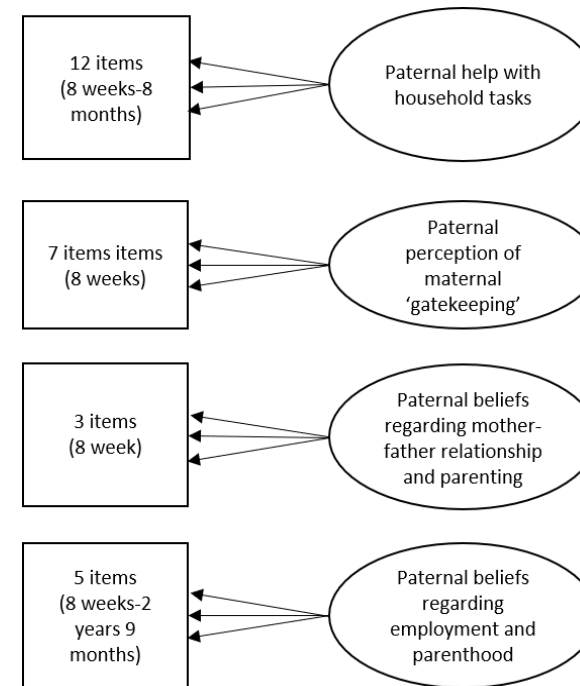 12 items
(8 weeks-8
months)
Paternal help with
household tasks
7 items items
(8 weeks)
Paternal
perception of
maternal
‘gatekeeping’
3 items
(8 week)
Paternal beliefs
regarding mother-
father relationship
and parenting
5 items
(8 weeks-2
years 9
months)
Paternal beliefs
regarding
employment and
parenthood